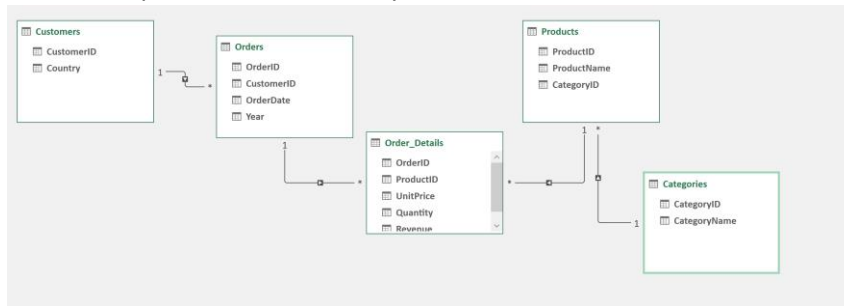 Customers
CustomerID
Country
1
*
Orders
OrderID
CustomerID
OrderDate
Year
1
*
Order_Details
OrderID
ProductID
UnitPrice
Quantity
Revenue
*
1
Products
ProductID
ProductName
CategoryID
*
1
Categories
CategoryID
CategoryName